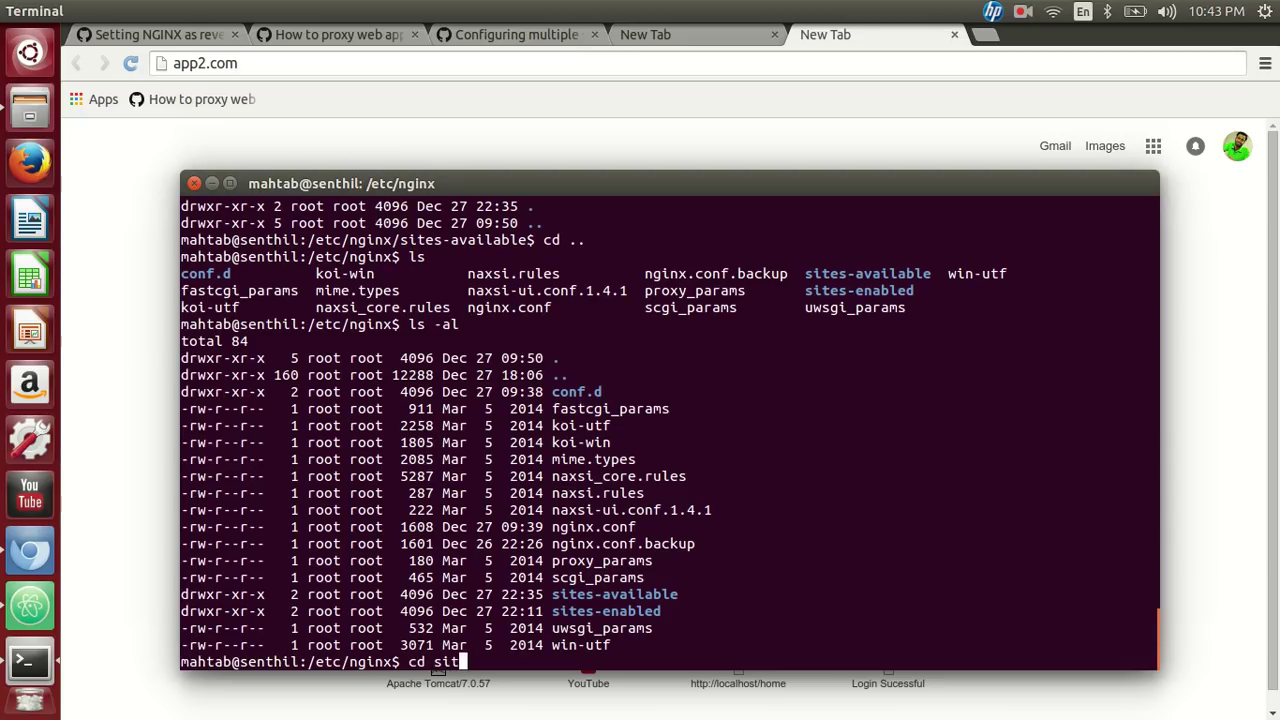 Terminal
En
10:43 PM
Setting NGINX as reve
How to proxy web app
Configuring multiple
New Tab
New Tab
app2.com
Apps
How to proxy web
Gmail
Images
mahtab@senthil: /etc/nginx
drwxr-xr-x 2 root root 4096 Dec 27 22:35 .
drwxr-xr-x 5 root root 4096 Dec 27 09:50 ..
mahtab@senthil:/etc/nginx/sites-available$ cd ..
mahtab@senthil:/etc/nginx$ ls
conf.d koi-win naxsi.rules nginx.conf.backup sites-available win-utf
fastcgi_params mime.types naxsi-ui.conf.1.4.1 proxy_params sites-enabled
koi-utf naxsi_core.rules nginx.conf scgi_params uwsgi_params
mahtab@senthil:/etc/nginx$ ls -al
total 84
drwxr-xr-x 5 root root 4096 Dec 27 09:50 .
drwxr-xr-x 160 root root 12288 Dec 27 18:06 ..
drwxr-xr-x 2 root root 4096 Dec 27 09:38 conf.d
-rw-r--r-- 1 root root 911 Mar 5 2014 fastcgi_params
-rw-r--r-- 1 root root 2258 Mar 5 2014 koi-utf
-rw-r--r-- 1 root root 1805 Mar 5 2014 koi-win
-rw-r--r-- 1 root root 2085 Mar 5 2014 mime.types
-rw-r--r-- 1 root root 5287 Mar 5 2014 naxsi_core.rules
-rw-r--r-- 1 root root 287 Mar 5 2014 naxsi.rules
-rw-r--r-- 1 root root 222 Mar 5 2014 naxsi-ui.conf.1.4.1
-rw-r--r-- 1 root root 1608 Dec 27 09:39 nginx.conf
-rw-r--r-- 1 root root 1601 Dec 26 22:26 nginx.conf.backup
-rw-r--r-- 1 root root 180 Mar 5 2014 proxy_params
-rw-r--r-- 1 root root 465 Mar 5 2014 scgi_params
drwxr-xr-x 2 root root 4096 Dec 27 22:35 sites-available
drwxr-xr-x 2 root root 4096 Dec 27 22:11 sites-enabled
-rw-r--r-- 1 root root 532 Mar 5 2014 uwsgi_params
-rw-r--r-- 1 root root 3071 Mar 5 2014 win-utf
mahtab@senthil:/etc/nginx$ cd sit
Apache Tomcat/7.0.57
YouTube
http://localhost/home
Login Sucessful
hp
You
Tube
a